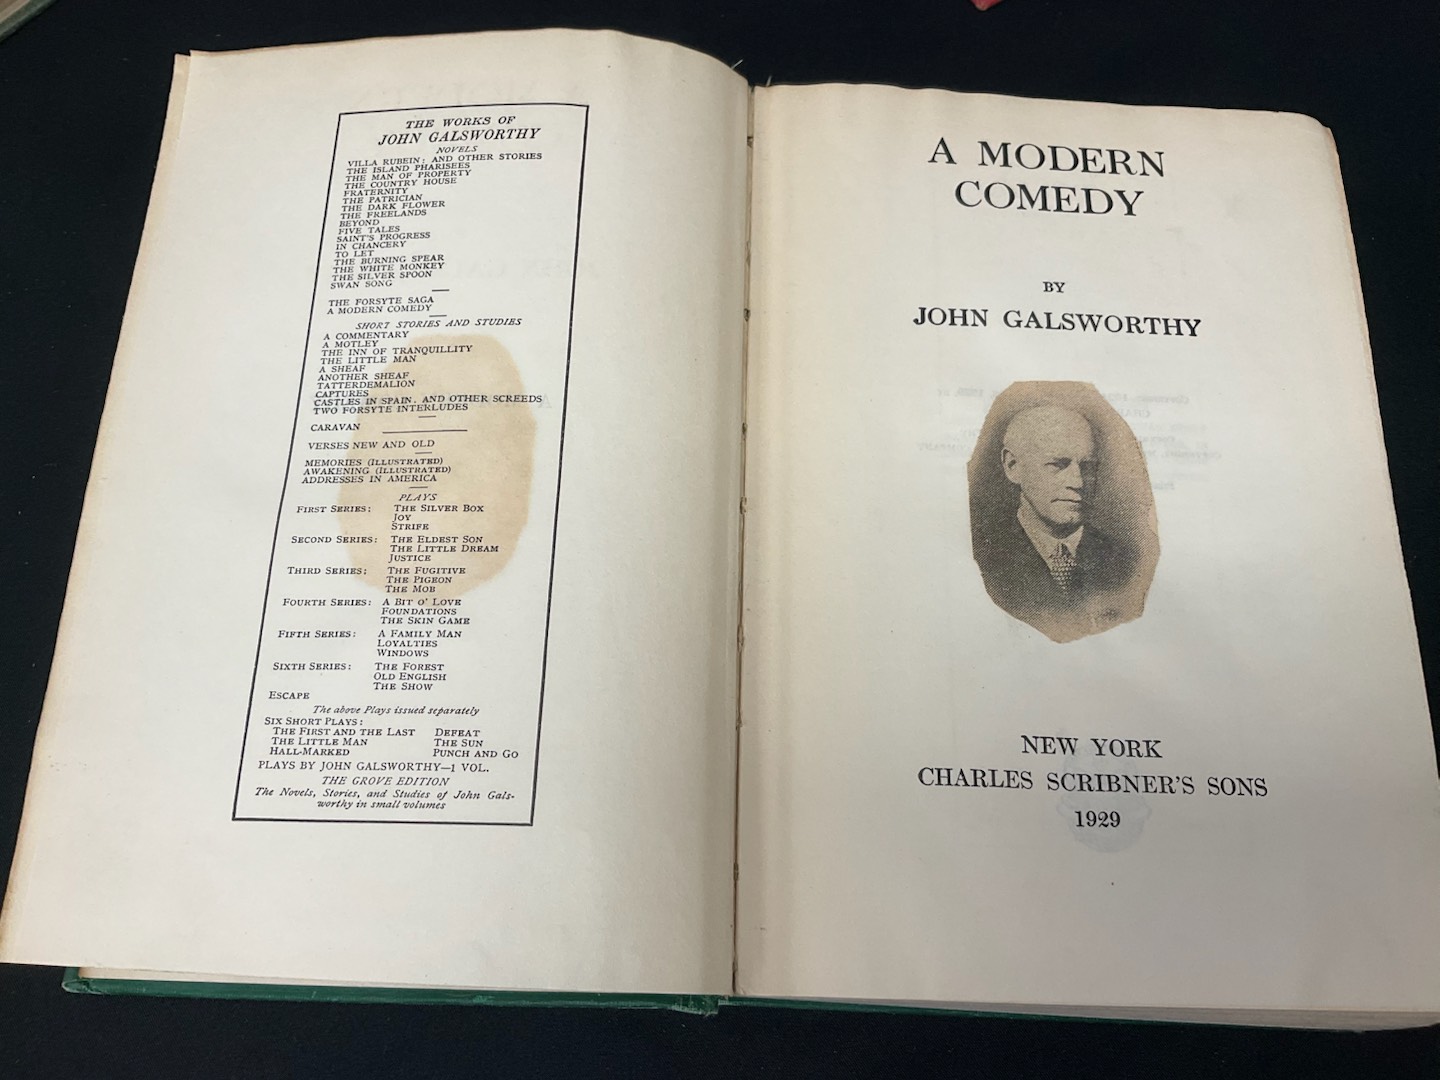 THE WORKS OF
JOHN GALSWORTHY
NOVELS
VILLA RUBEIN; AND OTHER STORIES
THE ISLAND PHARISEES
THE MAN OF PROPERTY
THE COUNTRY HOUSE
FRATERNITY
THE PATRICIAN
THE DARK FLOWER
THE FREELANDS
BEYOND
FIVE TALES
SAINT'S PROGRESS
IN CHANCERY
TO LET
THE BURNING SPEAR
THE WHITE MONKEY
THE SILVER SPOON
SWAN SONG
THE FORSYTE SAGA
A MODERN COMEDY
SHORT STORIES AND STUDIES
A COMMENTARY
A MOTLEY
THE INN OF TRANQUILLITY
THE LITTLE MAN
A SHEAF
ANOTHER SHEAF
TATTERDEMALION
CAPTURES
CASTLES IN SPAIN, AND OTHER SCREEDS
TWO FORSYTE INTERLUDES
CARAVAN
VERSES NEW AND OLD
MEMORIES (ILLUSTRATED)
AWAKENING (ILLUSTRATED)
ADDRESSES IN AMERICA
PLAYS
FIRST SERIES: THE SILVER BOX
JOY
STRIFE
SECOND SERIES: THE ELDEST SON
THE LITTLE DREAM
JUSTICE
THIRD SERIES: THE FUGITIVE
THE PIGEON
THE MOB
FOURTH SERIES: A BIT O' LOVE
FOUNDATIONS
THE SKIN GAME
FIFTH SERIES: A FAMILY MAN
LOYALTIES
WINDOWS
SIXTH SERIES: THE FOREST
OLD ENGLISH
THE SHOW
ESCAPE
The above Plays issued separately
SIX SHORT PLAYS:
THE FIRST AND THE LAST DEFEAT
THE LITTLE MAN THE SUN
HALL-MARKED PUNCH AND GO
PLAYS BY JOHN GALSWORTHY—1 VOL.
THE GROVE EDITION
The Novels, Stories, and Studies of John Gals-
worthy in small volumes
A MODERN
COMEDY
BY
JOHN GALSWORTHY
NEW YORK
CHARLES SCRIBNER'S SONS
1929